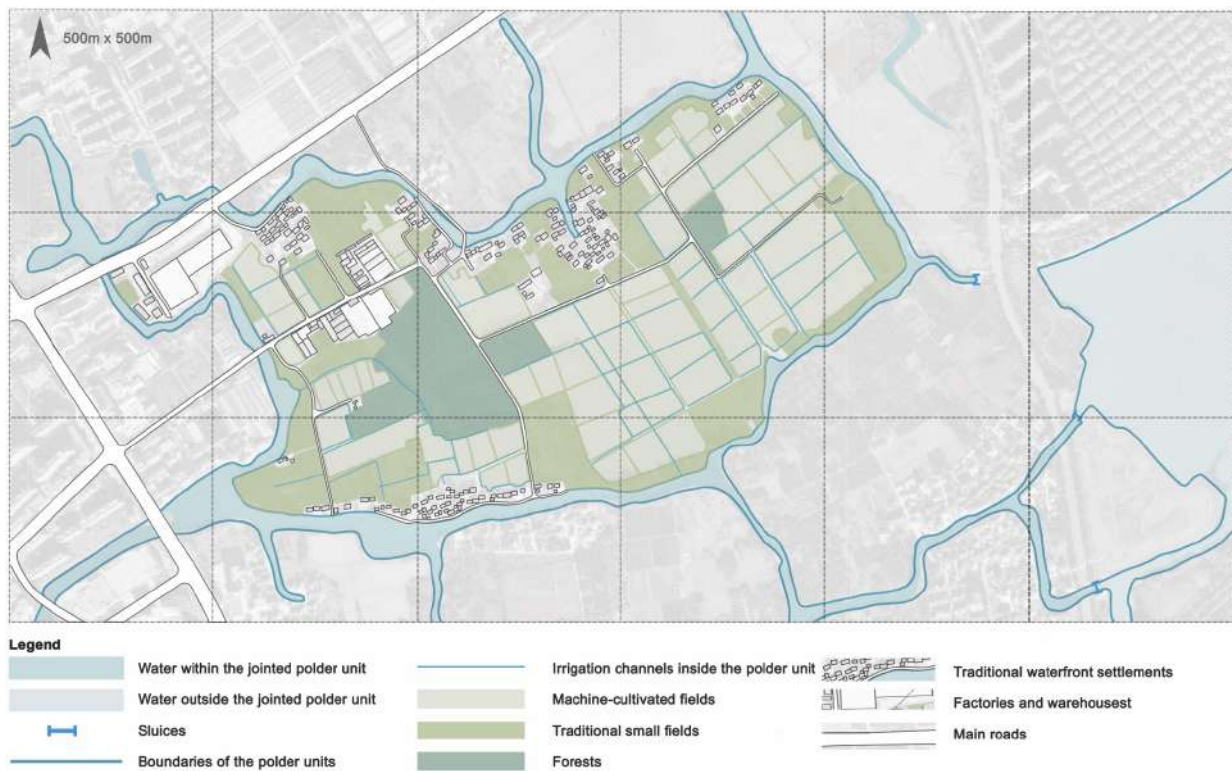 500m x 500m
Legend
Water within the jointed polder unit
Water outside the jointed polder unit
Sluices
Boundaries of the polder units
Irrigation channels inside the polder unit
Machine-cultivated fields
Traditional small fields
Forests
Traditional waterfront settlements
Factories and warehousest
Main roads